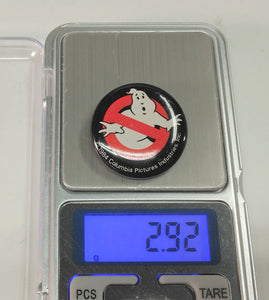 1984 Columbia Pictures Industries, Inc.
2.92
g
PCS
TARE